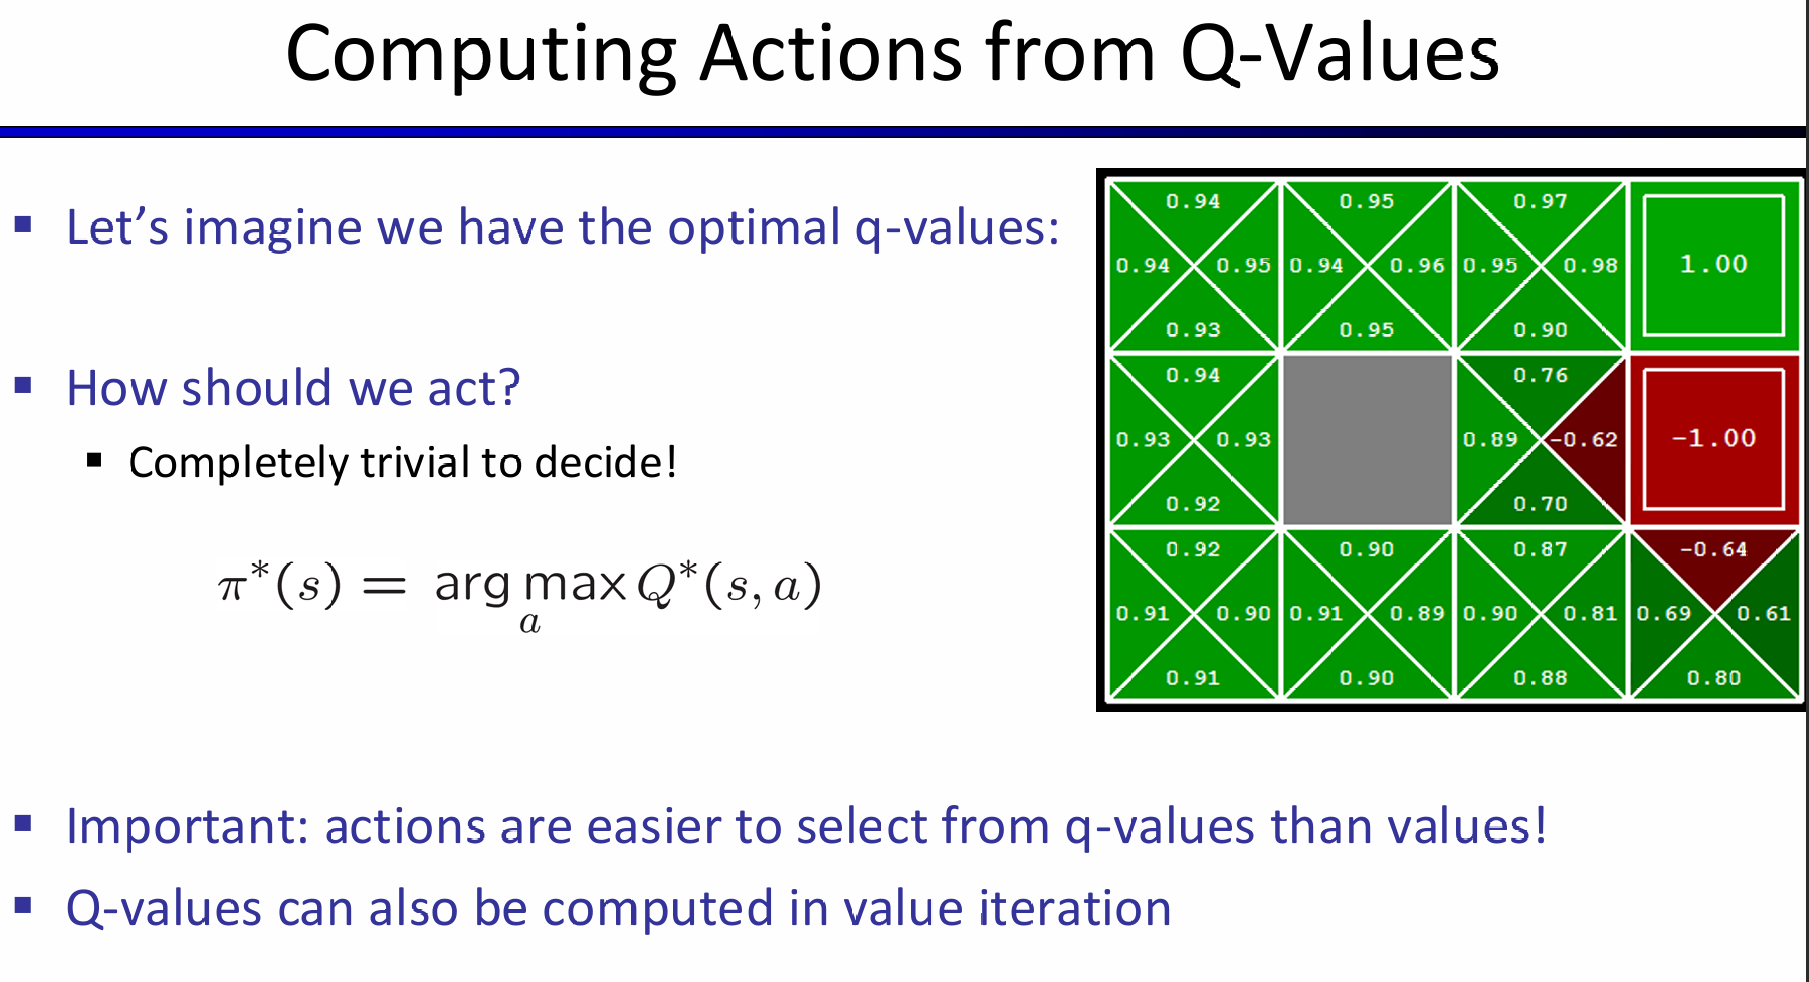 Computing Actions from Q-Values
▪ Let’s imagine we have the optimal q-values:
▪ How should we act?
▪ Completely trivial to decide!
π*(s) = arg max Q*(s, a)
a
0.94 0.95 0.97
0.94 0.95 0.94 0.96 0.95 0.98 1.00
0.93 0.95 0.90
0.94 0.76
0.93 0.93 0.89 -0.62 -1.00
0.92 0.70
0.92 0.90 0.87 -0.64
0.91 0.90 0.91 0.89 0.90 0.81 0.69 0.61
0.91 0.90 0.88 0.80
▪ Important: actions are easier to select from q-values than values!
▪ Q-values can also be computed in value iteration